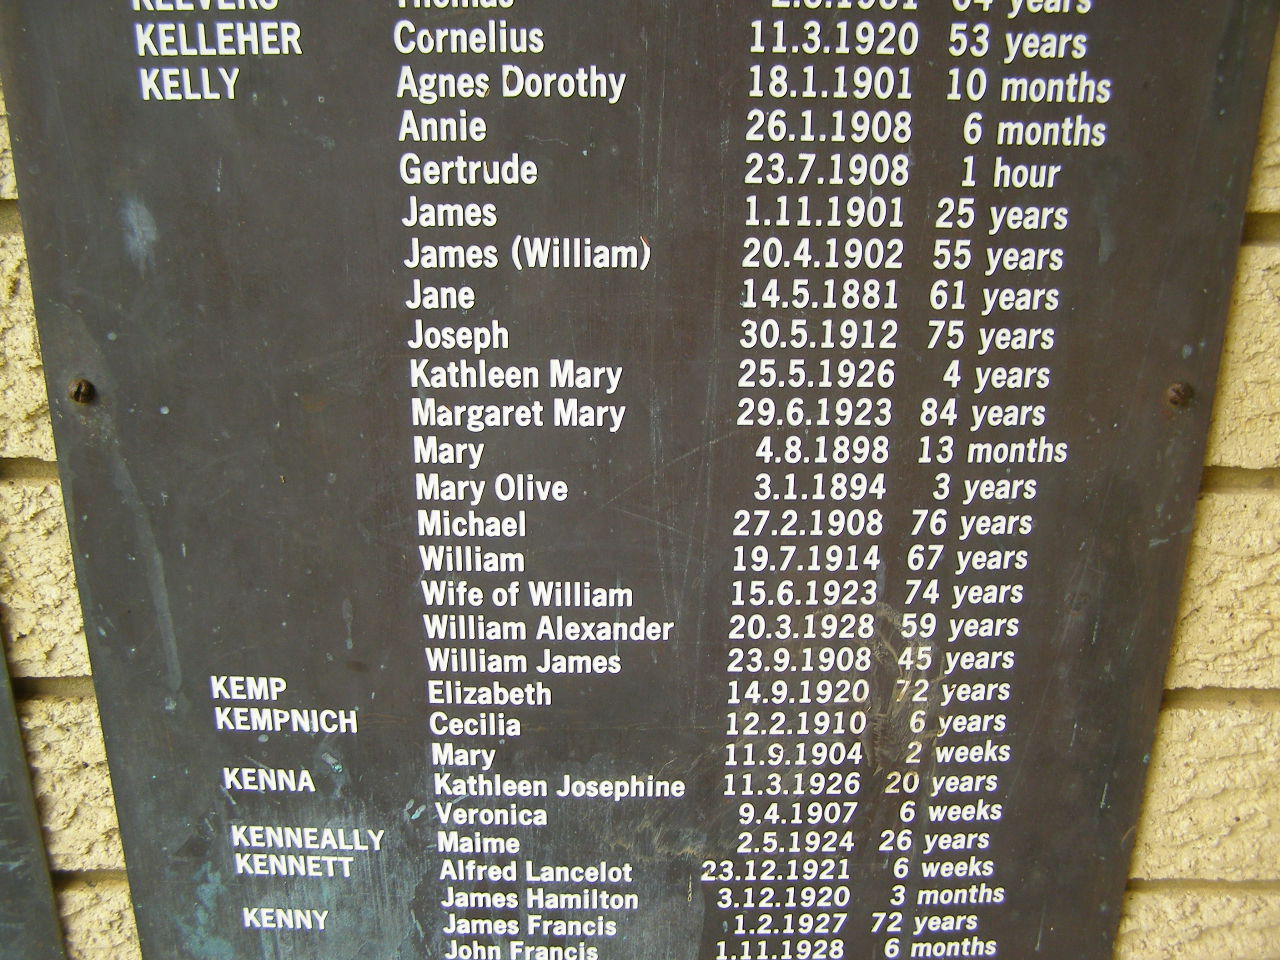 KEEVERS Thomas 2.8.1981 64 years
KELLEHER Cornelius 11.3.1920 53 years
KELLY Agnes Dorothy 18.1.1901 10 months
Annie 26.1.1908 6 months
Gertrude 23.7.1908 1 hour
James 1.11.1901 25 years
James (William) 20.4.1902 55 years
Jane 14.5.1881 61 years
Joseph 30.5.1912 75 years
Kathleen Mary 25.5.1926 4 years
Margaret Mary 29.6.1923 84 years
Mary 4.8.1898 13 months
Mary Olive 3.1.1894 3 years
Michael 27.2.1908 76 years
William 19.7.1914 67 years
Wife of William 15.6.1923 74 years
William Alexander 20.3.1928 59 years
William James 23.9.1908 45 years
KEMP Elizabeth 14.9.1920 72 years
KEMPNICH Cecilia 12.2.1910 6 years
Mary 11.9.1904 2 weeks
KENNA Kathleen Josephine 11.3.1926 20 years
Veronica 9.4.1907 6 weeks
KENNEALLY Maime 2.5.1924 26 years
KENNETT Alfred Lancelot 23.12.1921 6 weeks
James Hamilton 3.12.1920 3 months
KENNY James Francis 1.2.1927 72 years
John Francis 1.11.1928 6 months